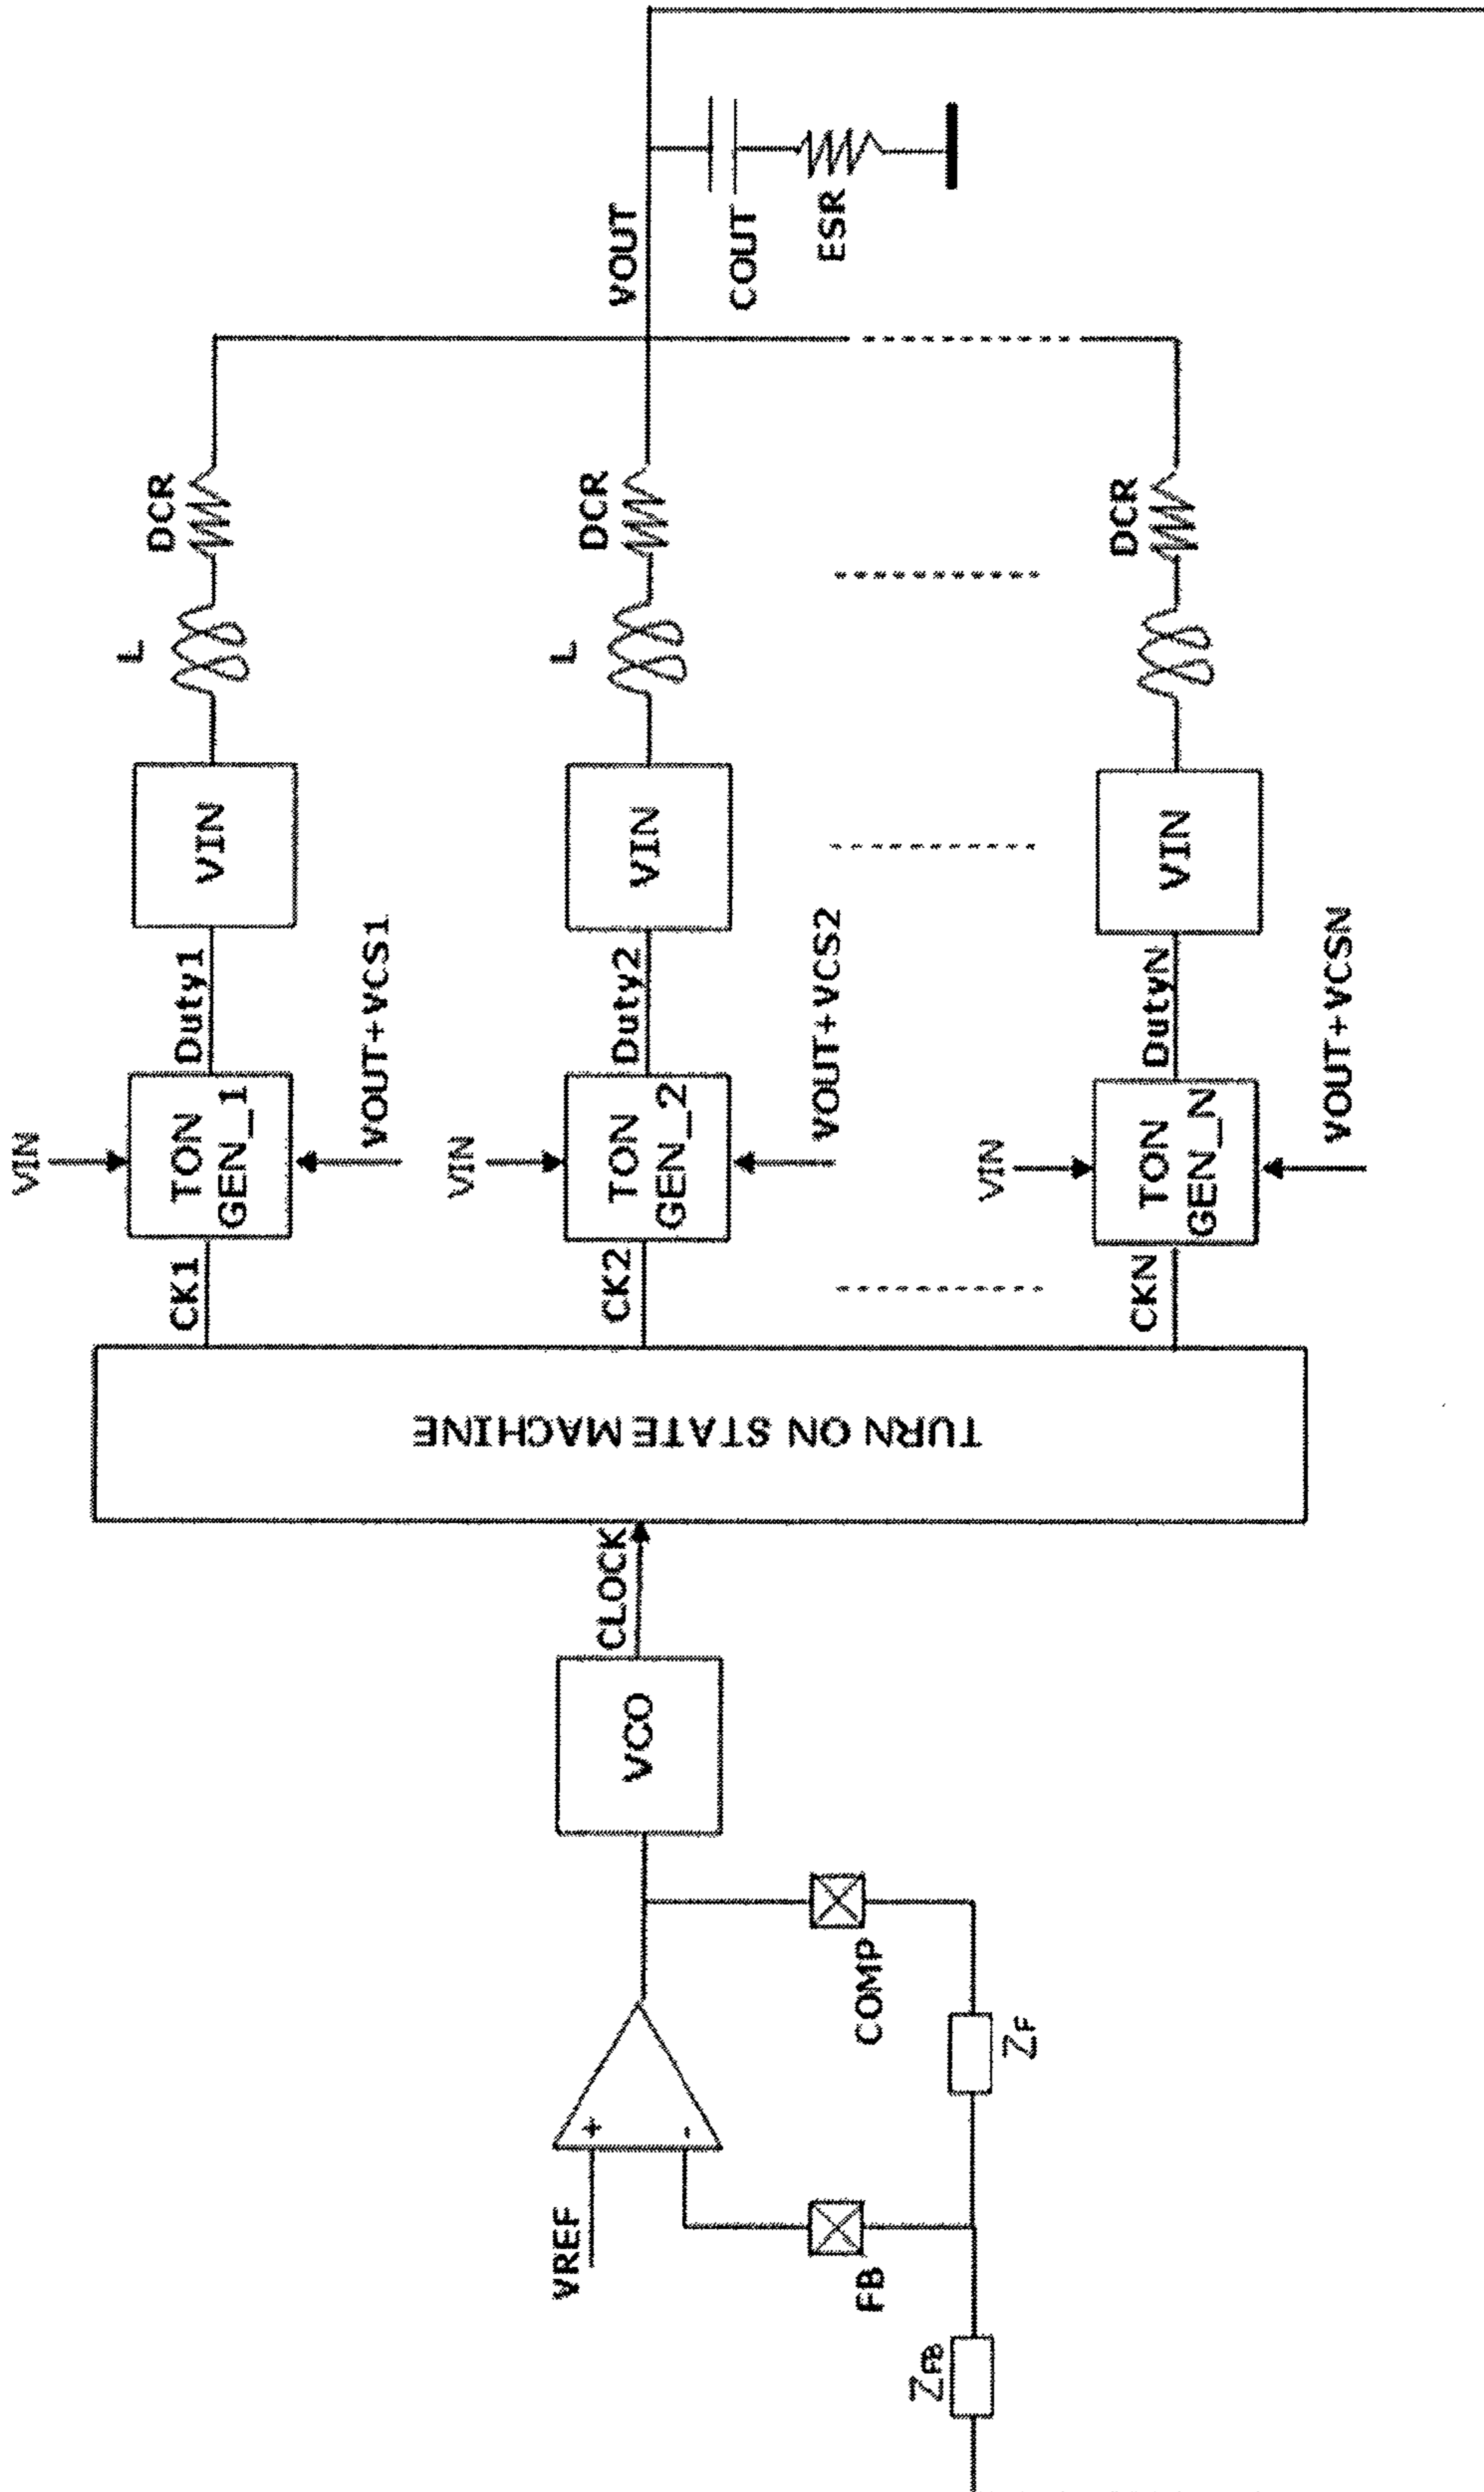 VREF
+
-
FB
ZFB
COMP
ZF
VCO
CLOCK
TURN ON STATE MACHINE
CK1
VIN
TON
GEN_1
VOUT+VCS1
Duty1
VIN
L
DCR
CK2
VIN
TON
GEN_2
VOUT+VCS2
Duty2
VIN
L
DCR
CKN
VIN
TON
GEN_N
VOUT+VCSN
DutyN
VIN
DCR
VOUT
COUT
ESR